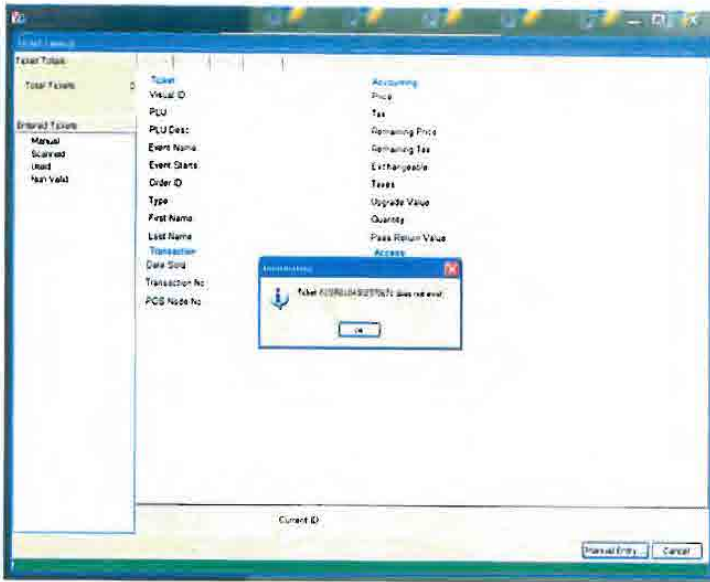 Ticket Lookup
Ticket Totals
Total Tickets 0
Entered Tickets
Manual
Scanned
Used
Non Valid
Ticket
Visual ID
PLU
PLU Desc
Event Name
Event Starts
Order ID
Type
First Name
Last Name
Transaction
Date Sold
Transaction No
POS Node No
Accounting
Price
Tax
Remaining Price
Remaining Tax
Exchangeable
Taxes
Upgrade Value
Quantity
Pass Return Value
Access
Ticket does not exist
OK
Current ID
Manual Entry...
Cancel